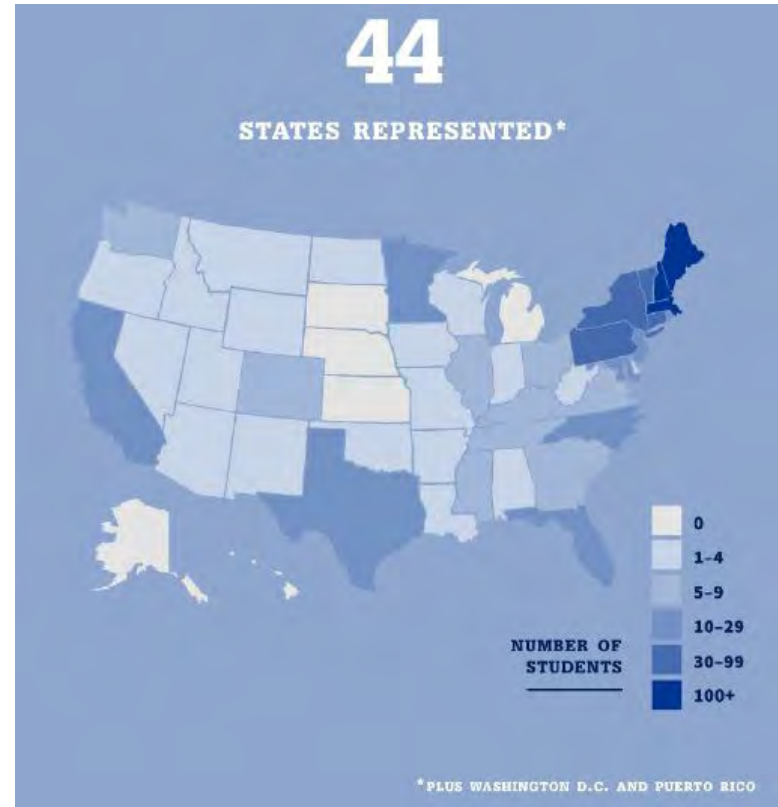 44
STATES REPRESENTED*
0
1–4
5–9
10–29
30–99
100+
NUMBER OF
STUDENTS
*PLUS WASHINGTON D.C. AND PUERTO RICO